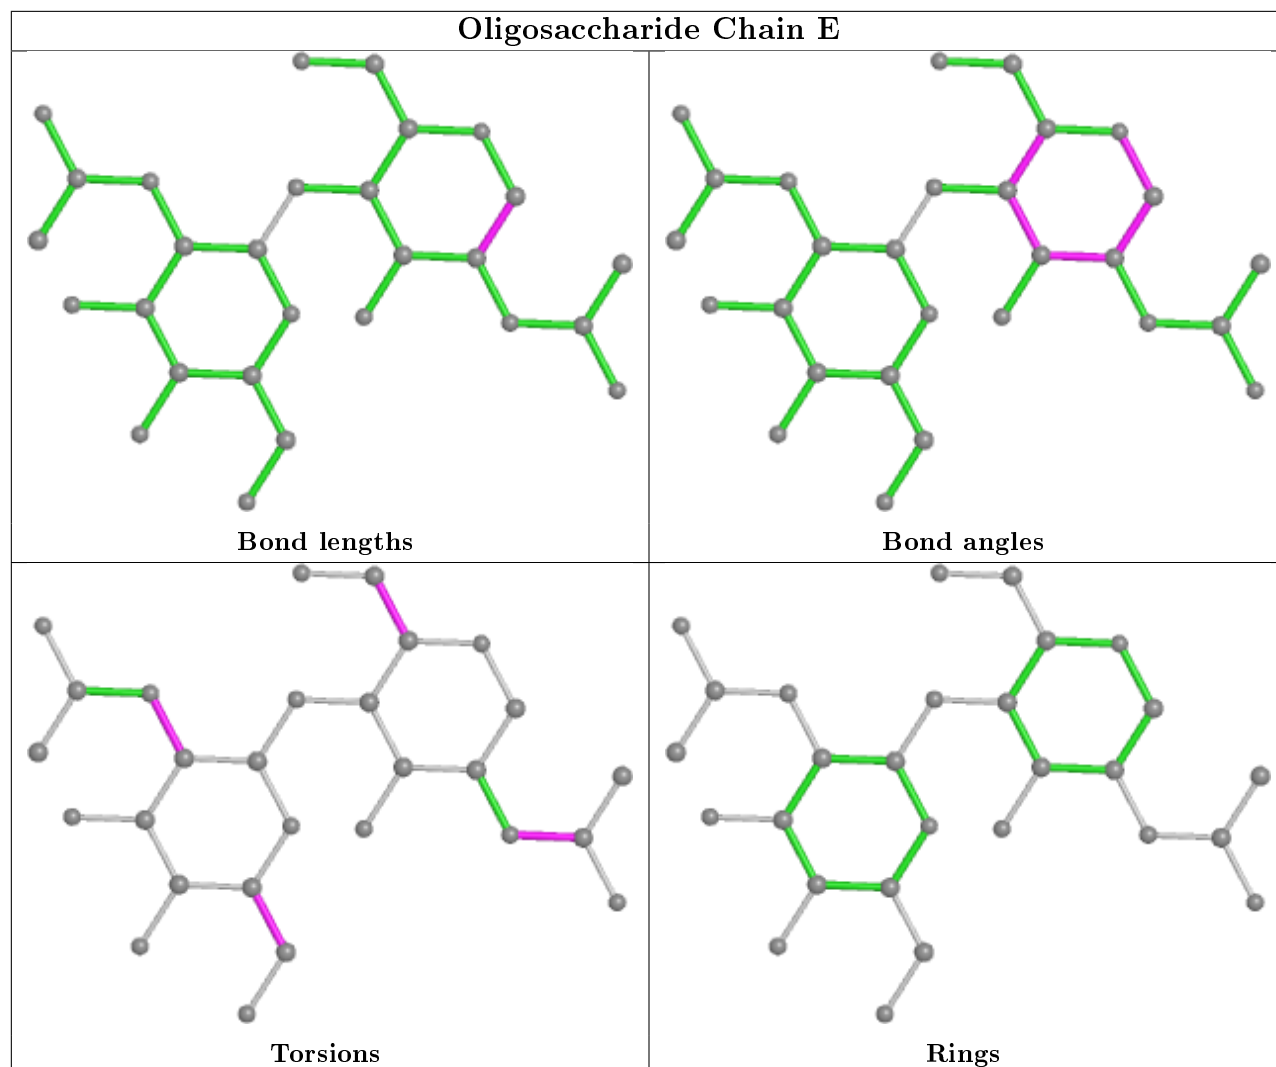 Oligosaccharide Chain E
Bond lengths
Bond angles
Torsions
Rings